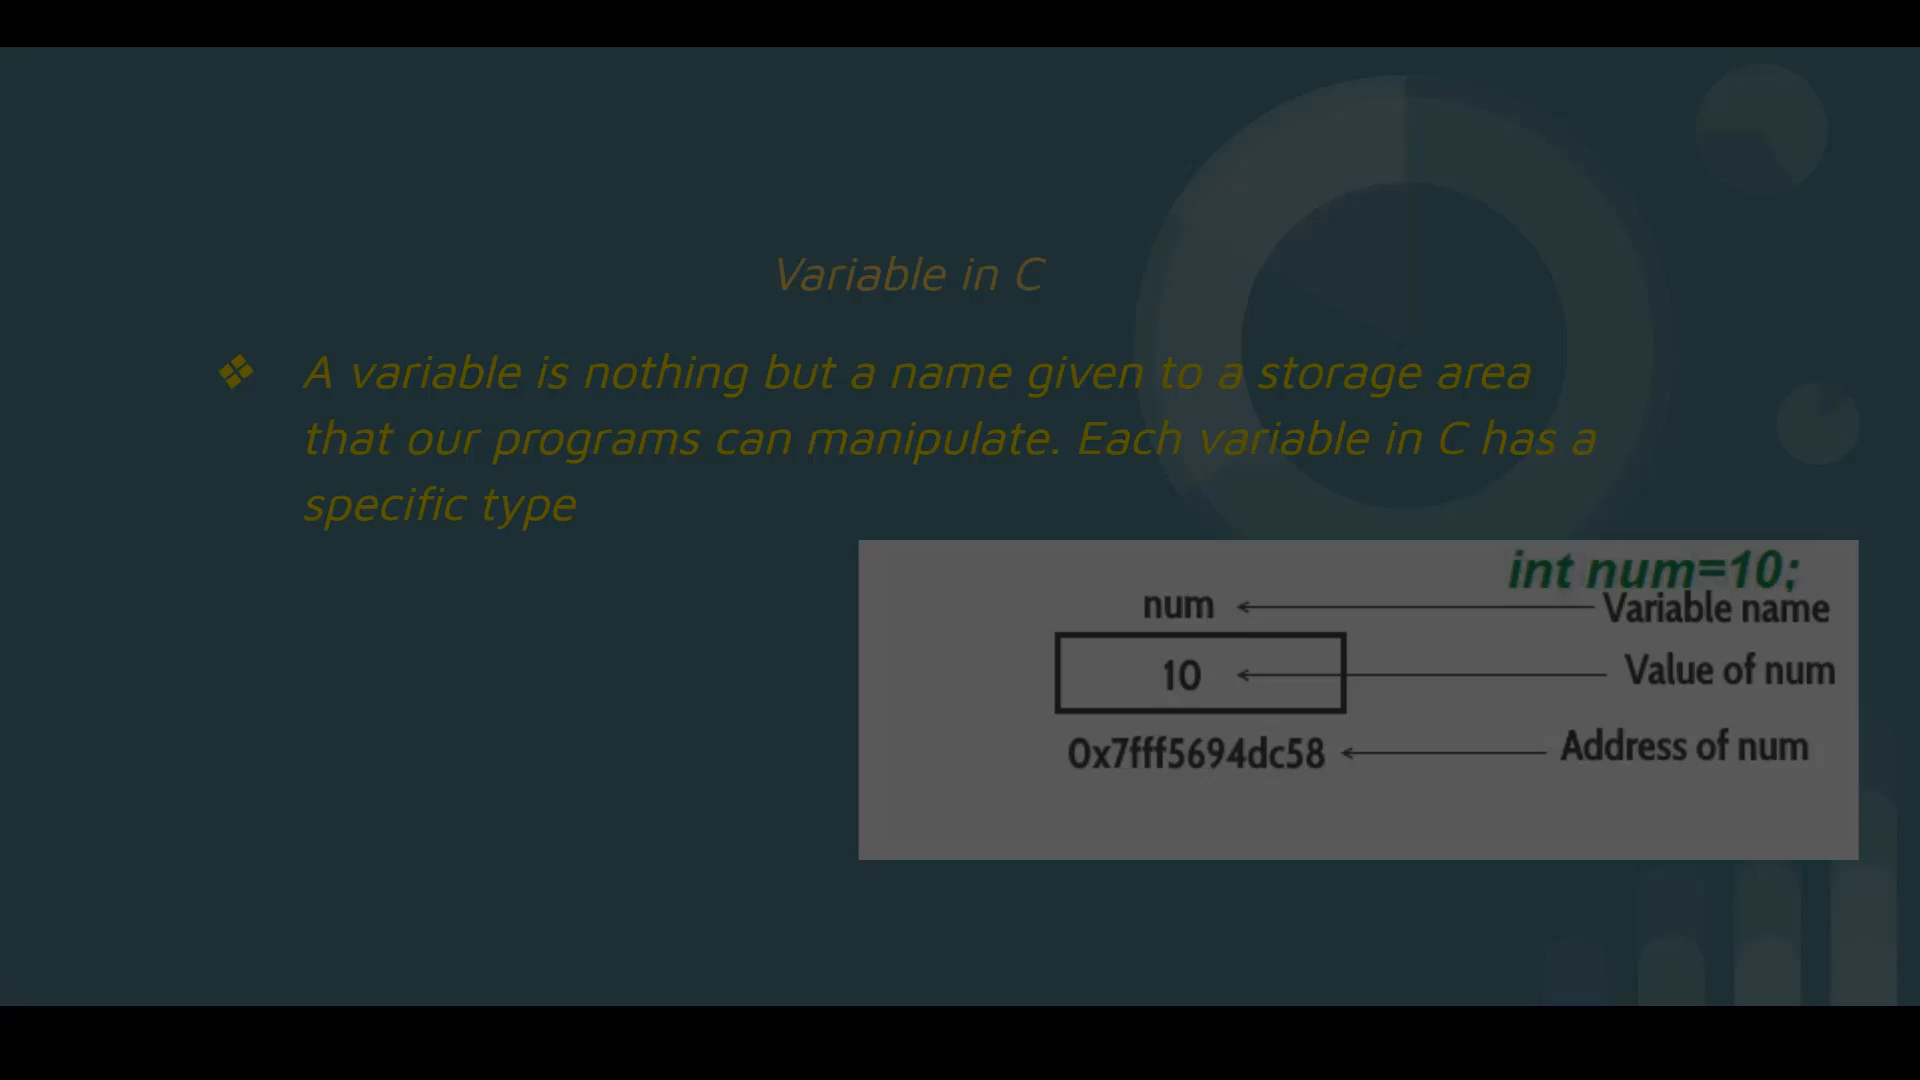 Variable in C
❖ A variable is nothing but a name given to a storage area
that our programs can manipulate. Each variable in C has a
specific type
int num=10;
num Variable name
10 Value of num
0x7fff5694dc58 Address of num